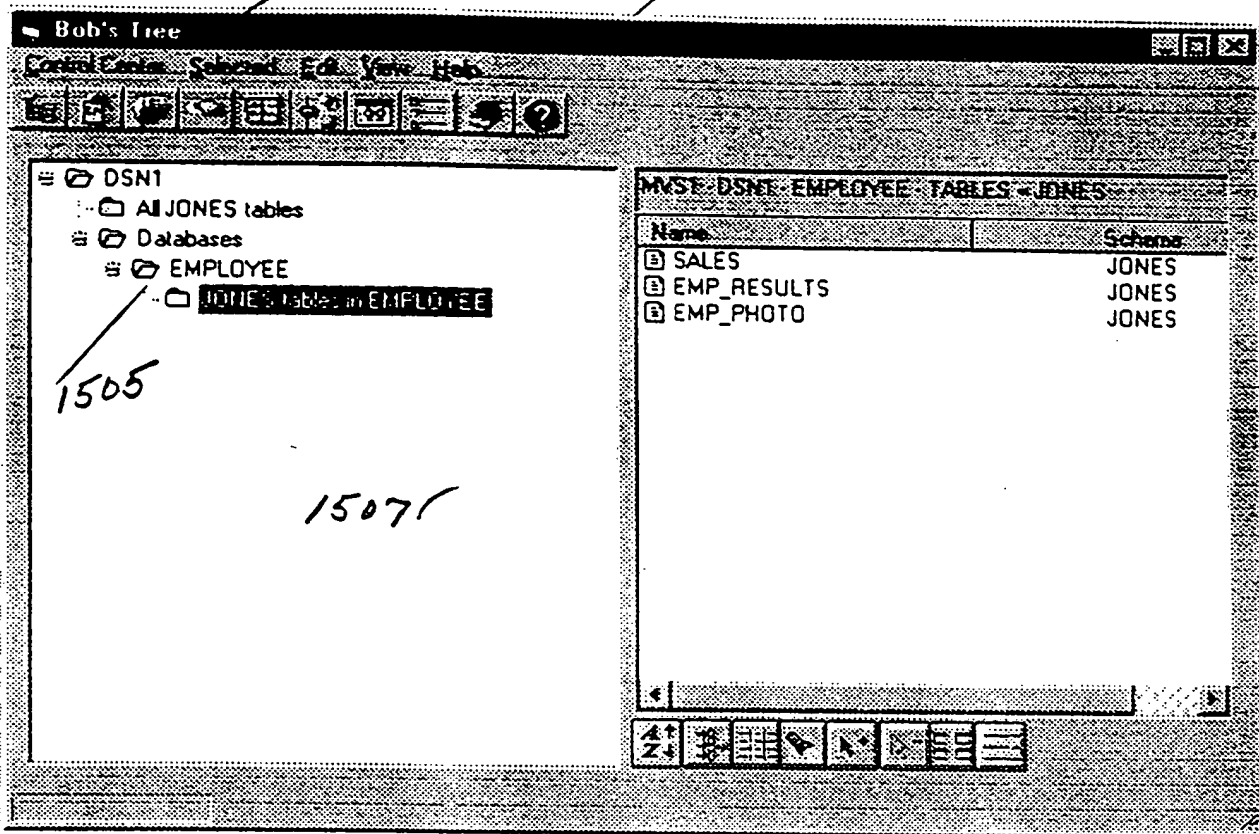 Bob's Tree
Control Center Selected Edit View Help
DSN1
All JONES tables
Databases
EMPLOYEE
JONES tables in EMPLOYEE
1505
1507
MVS1 - DSN1 - EMPLOYEE - TABLES - JONES
Name Schema
SALES JONES
EMP_RESULTS JONES
EMP_PHOTO JONES
A
Z